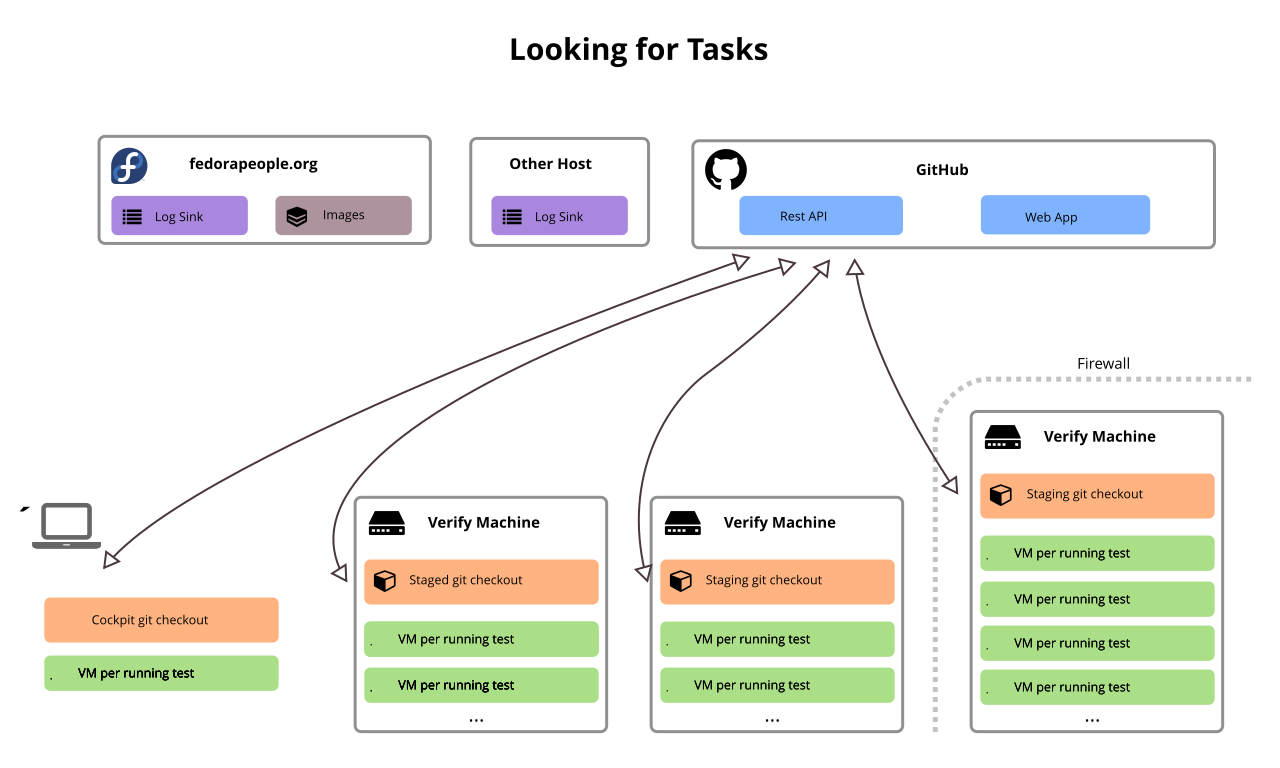 Looking for Tasks
fedorapeople.org
Log Sink
Images
Other Host
Log Sink
GitHub
Rest API
Web App
Firewall
Cockpit git checkout
VM per running test
Verify Machine
Staged git checkout
VM per running test
VM per running test
...
Verify Machine
Staging git checkout
VM per running test
VM per running test
...
Verify Machine
Staging git checkout
VM per running test
VM per running test
VM per running test
VM per running test
...